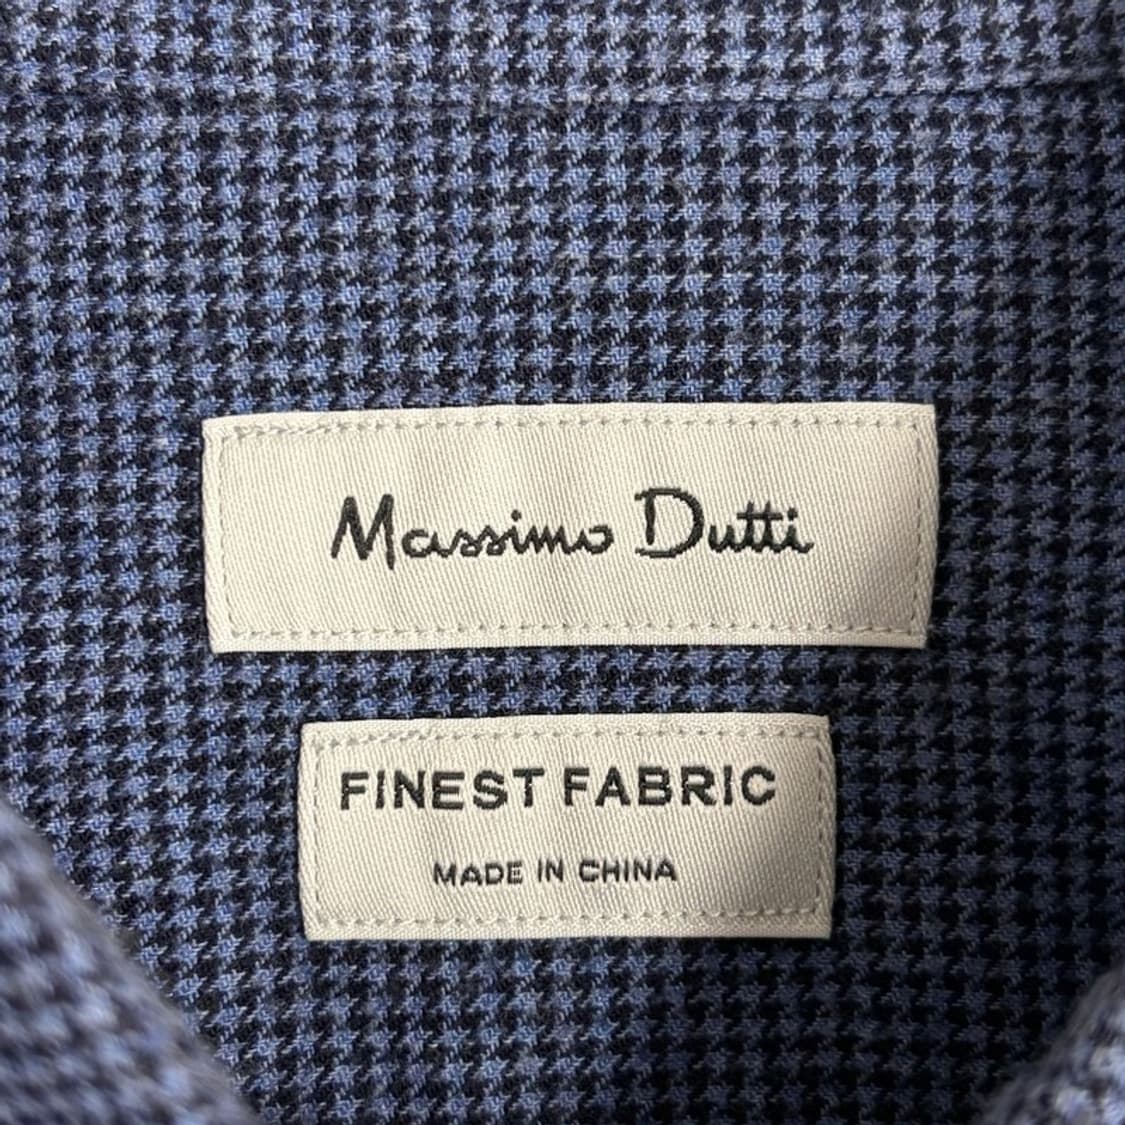 Massimo Dutti
FINEST FABRIC
MADE IN CHINA